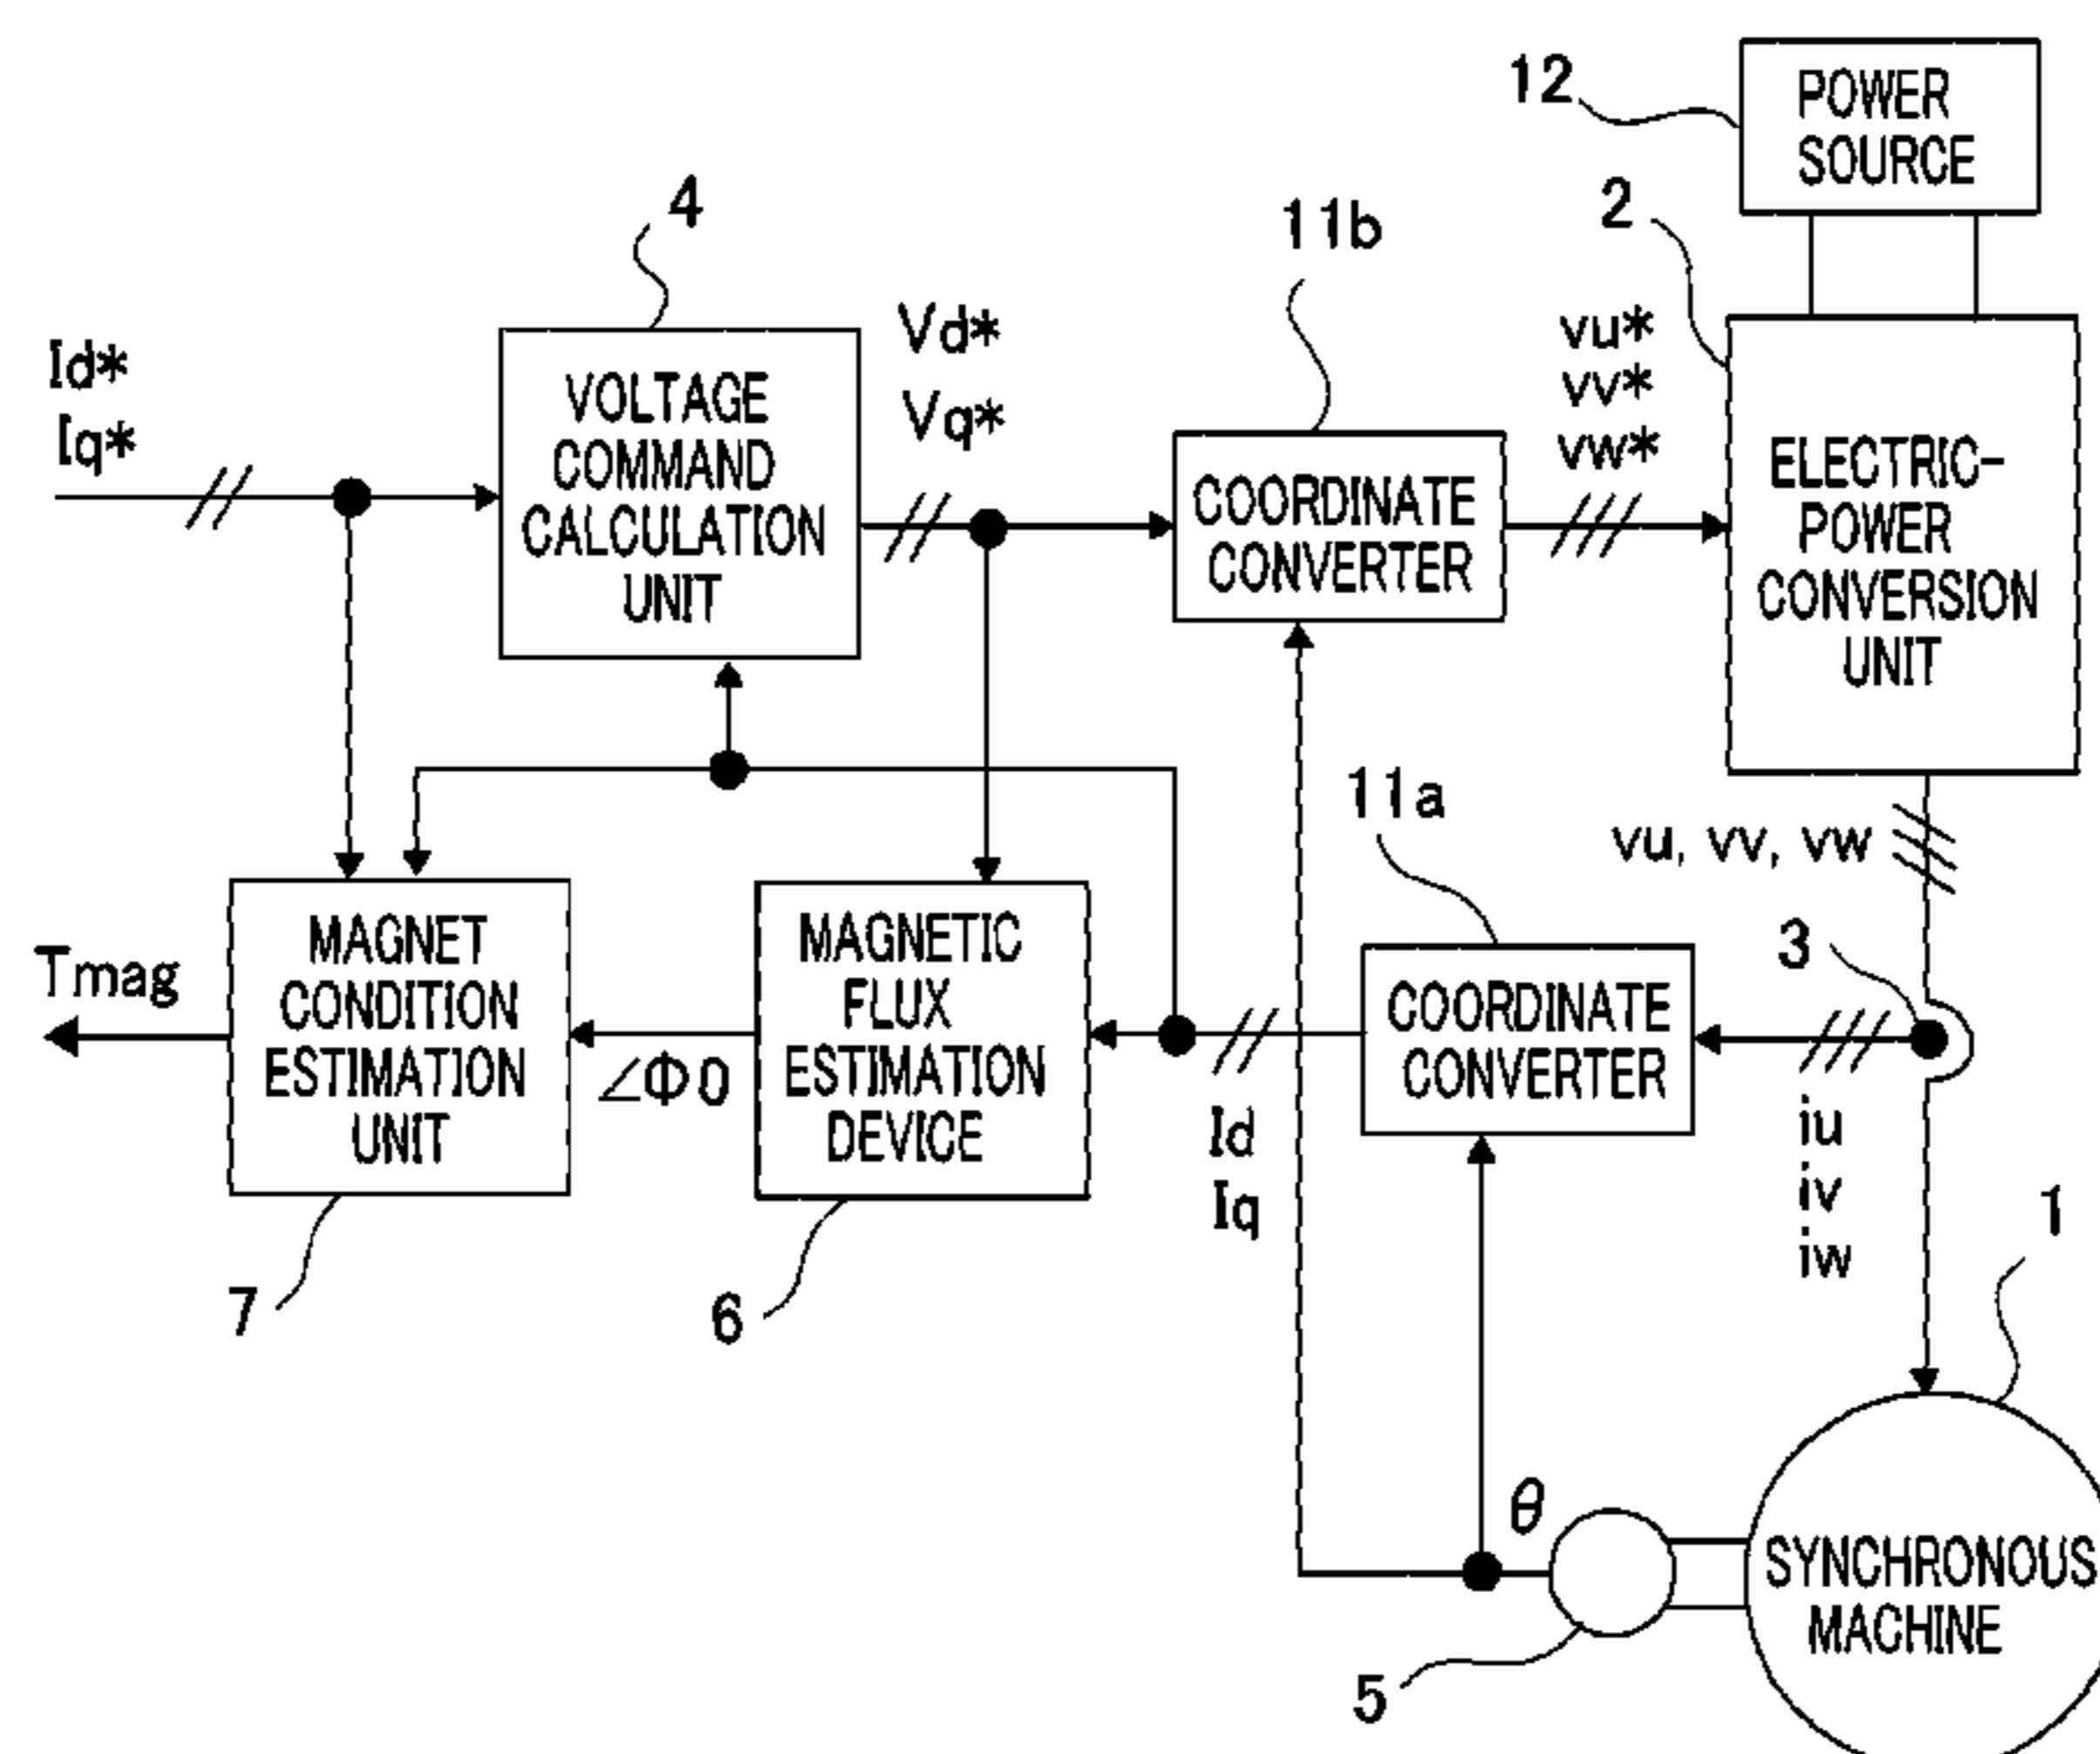 12
POWER
SOURCE
4
11b
2
Id*
Iq*
VOLTAGE
COMMAND
CALCULATION
UNIT
Vd*
Vq*
COORDINATE
CONVERTER
vu*
vv*
vw*
ELECTRIC-
POWER
CONVERSION
UNIT
11a
vu, vv, vw
3
Tmag
MAGNET
CONDITION
ESTIMATION
UNIT
∠Φ0
MAGNETIC
FLUX
ESTIMATION
DEVICE
Id
Iq
COORDINATE
CONVERTER
iu
iv
iw
7
6
1
θ
5
SYNCHRONOUS
MACHINE